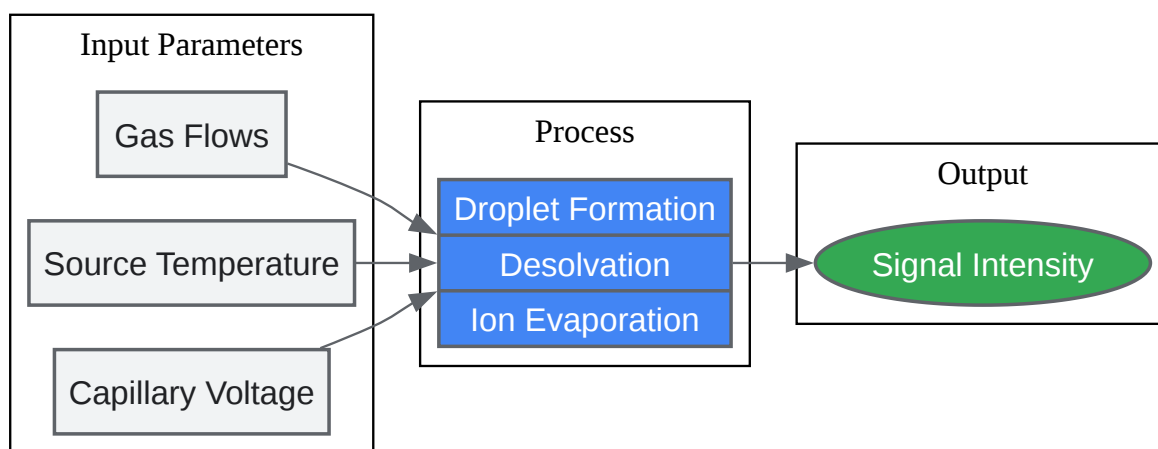 Input Parameters
Gas Flows
Source Temperature
Capillary Voltage
Process
Droplet Formation
Desolvation
Ion Evaporation
Output
Signal Intensity